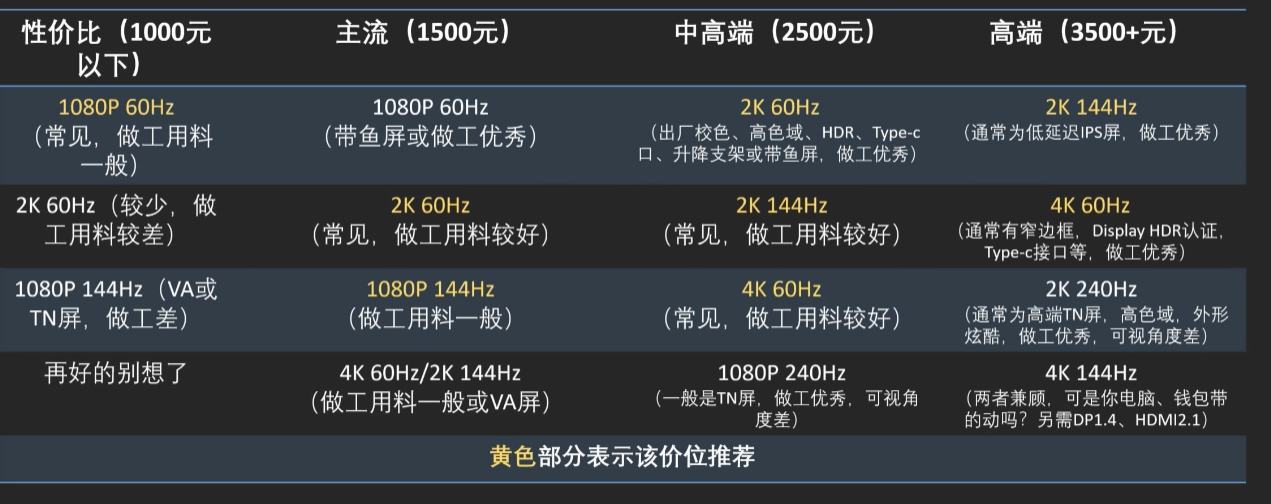 性价比（1000元
以下）
主流（1500元）
中高端（2500元）
高端（3500+元）
1080P 60Hz
（常见，做工用料
一般）
1080P 60Hz
（带鱼屏或做工优秀）
2K 60Hz
（出厂校色、高色域、HDR、Type-c
口、升降支架或带鱼屏，做工优秀）
2K 144Hz
（通常为低延迟IPS屏，做工优秀）
2K 60Hz（较少，做
工用料较差）
2K 60Hz
（常见，做工用料较好）
2K 144Hz
（常见，做工用料较好）
4K 60Hz
（通常有窄边框，Display HDR认证，
Type-c接口等，做工优秀）
1080P 144Hz（VA或
TN屏，做工差）
1080P 144Hz
（做工用料一般）
4K 60Hz
（常见，做工用料较好）
2K 240Hz
（通常为高端TN屏，高色域，外形
炫酷，做工优秀，可视角度差）
再好的别想了
4K 60Hz/2K 144Hz
（做工用料一般或VA屏）
1080P 240Hz
（一般是TN屏，做工优秀，可视角
度差）
4K 144Hz
（两者兼顾，可是你电脑、钱包带
的动吗？另需DP1.4、HDMI2.1）
黄色部分表示该价位推荐